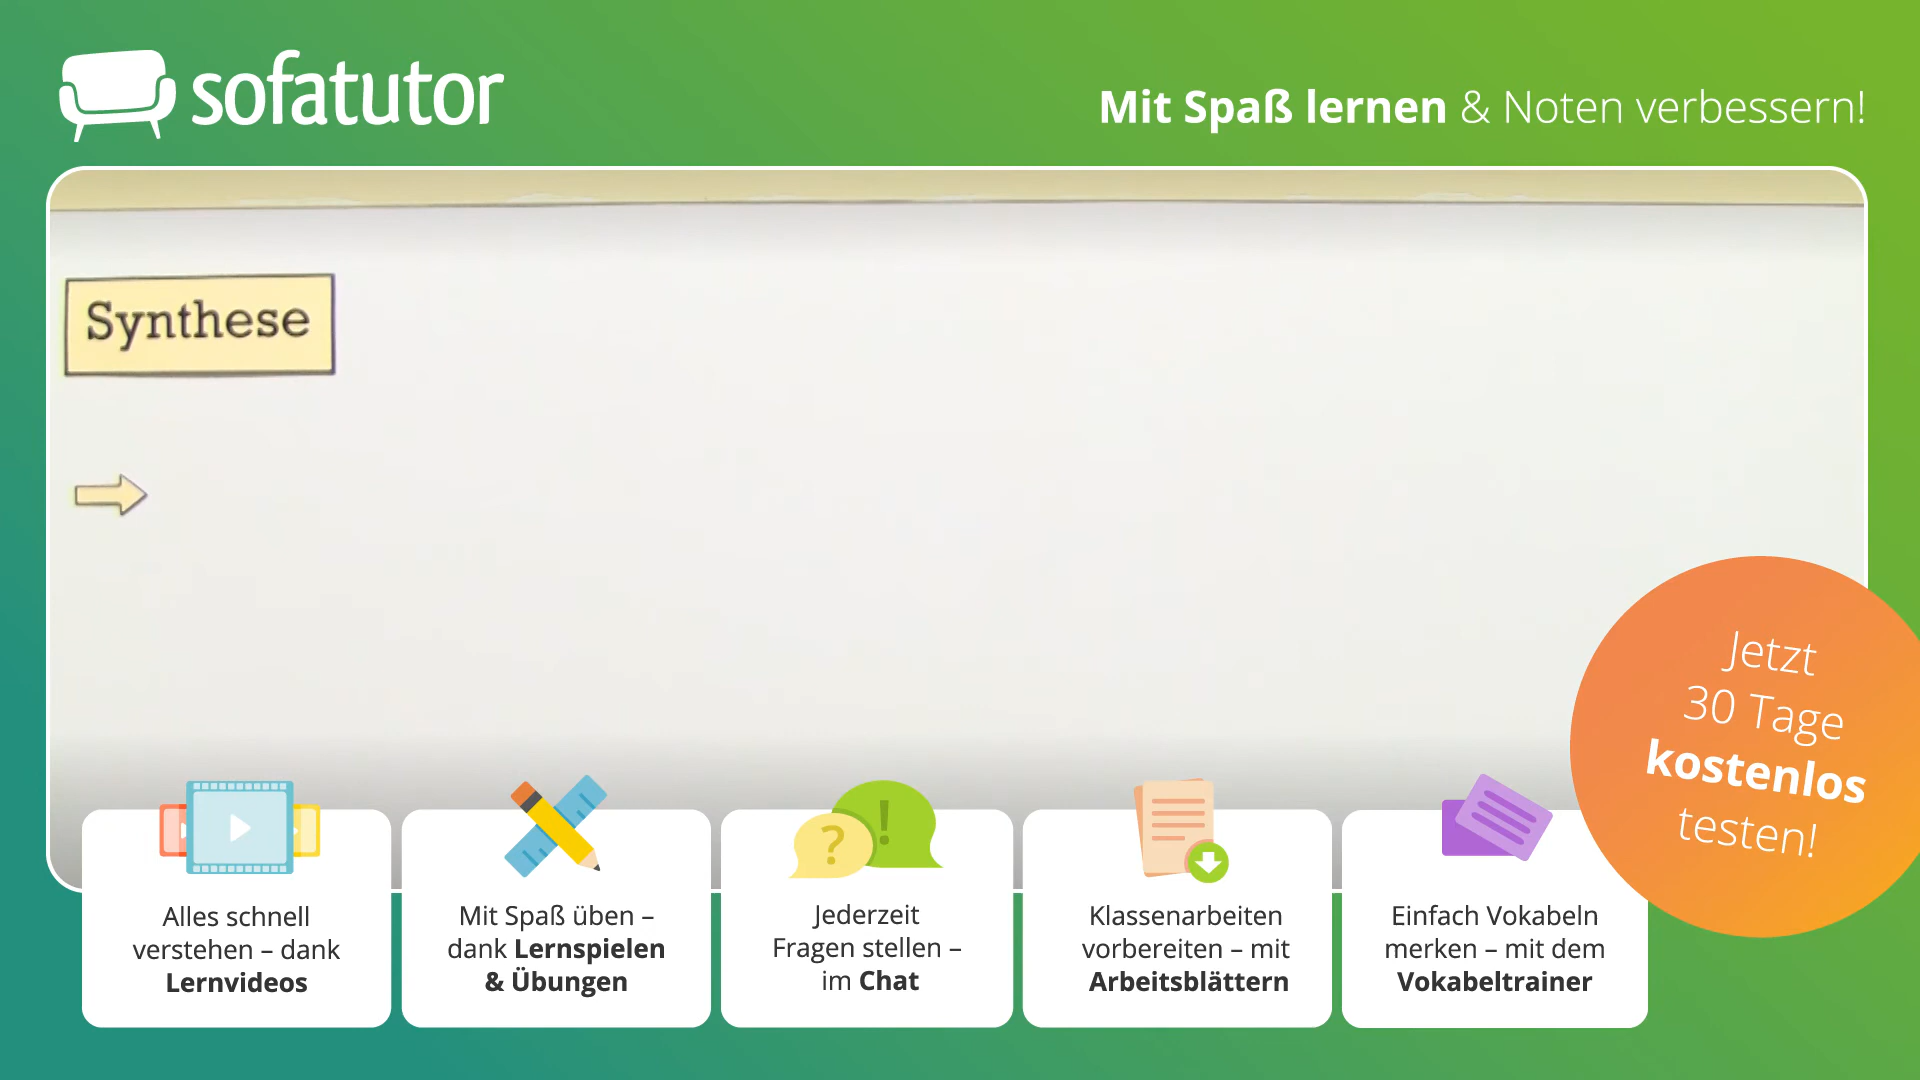 sofatutor
Mit Spaß lernen & Noten verbessern!
Synthese
Jetzt
30 Tage
kostenlos
testen!
Alles schnell
verstehen – dank
Lernvideos
Mit Spaß üben –
dank Lernspielen
& Übungen
?
!
Jederzeit
Fragen stellen –
im Chat
Klassenarbeiten
vorbereiten – mit
Arbeitsblättern
Einfach Vokabeln
merken – mit dem
Vokabeltrainer